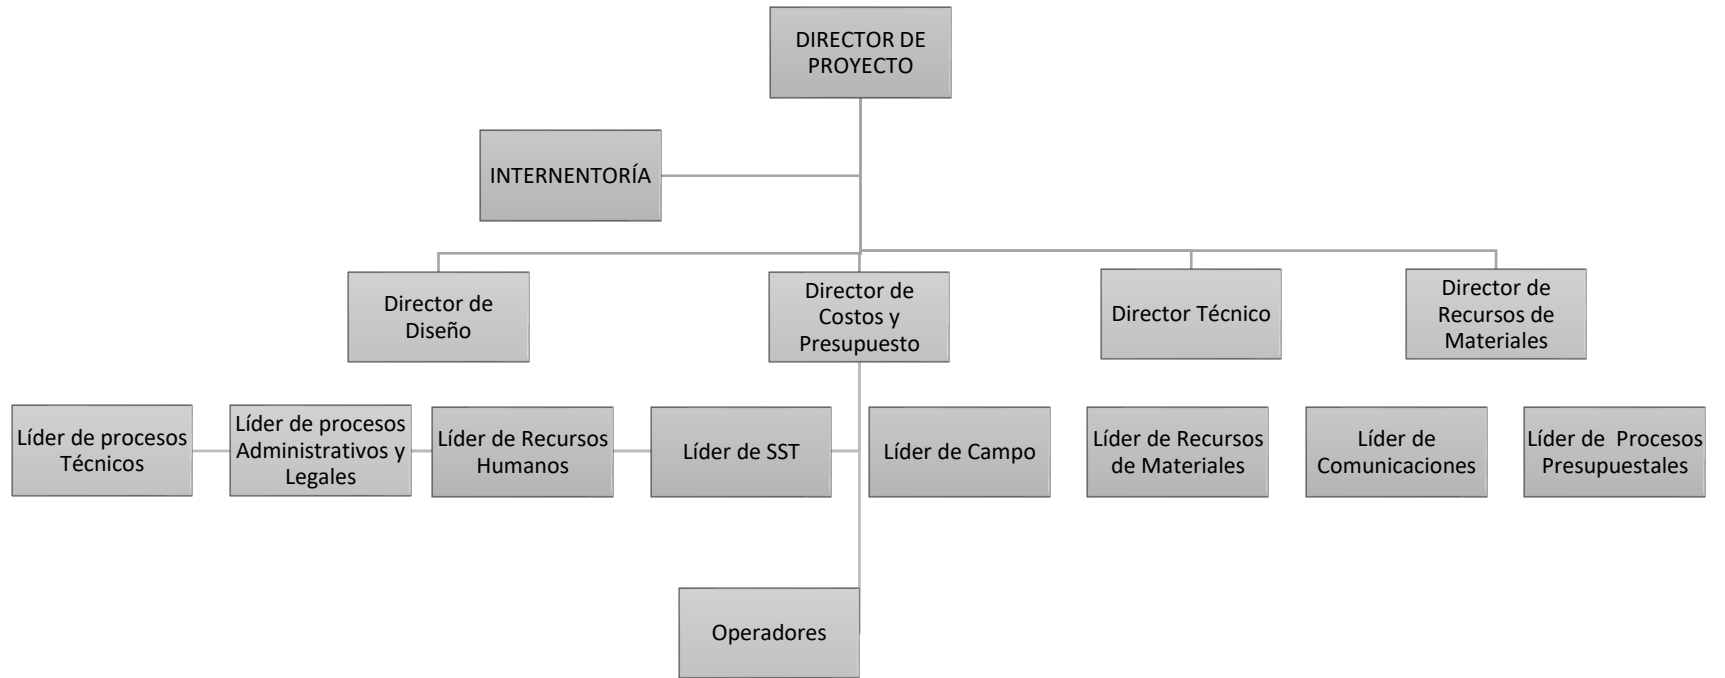 DIRECTOR DE
PROYECTO
INTERNENTORÍA
Director de
Diseño
Director de
Costos y
Presupuesto
Director Técnico
Director de
Recursos de
Materiales
Líder de procesos
Técnicos
Líder de procesos
Administrativos y
Legales
Líder de Recursos
Humanos
Líder de SST
Líder de Campo
Líder de Recursos
de Materiales
Líder de
Comunicaciones
Líder de Procesos
Presupuestales
Operadores